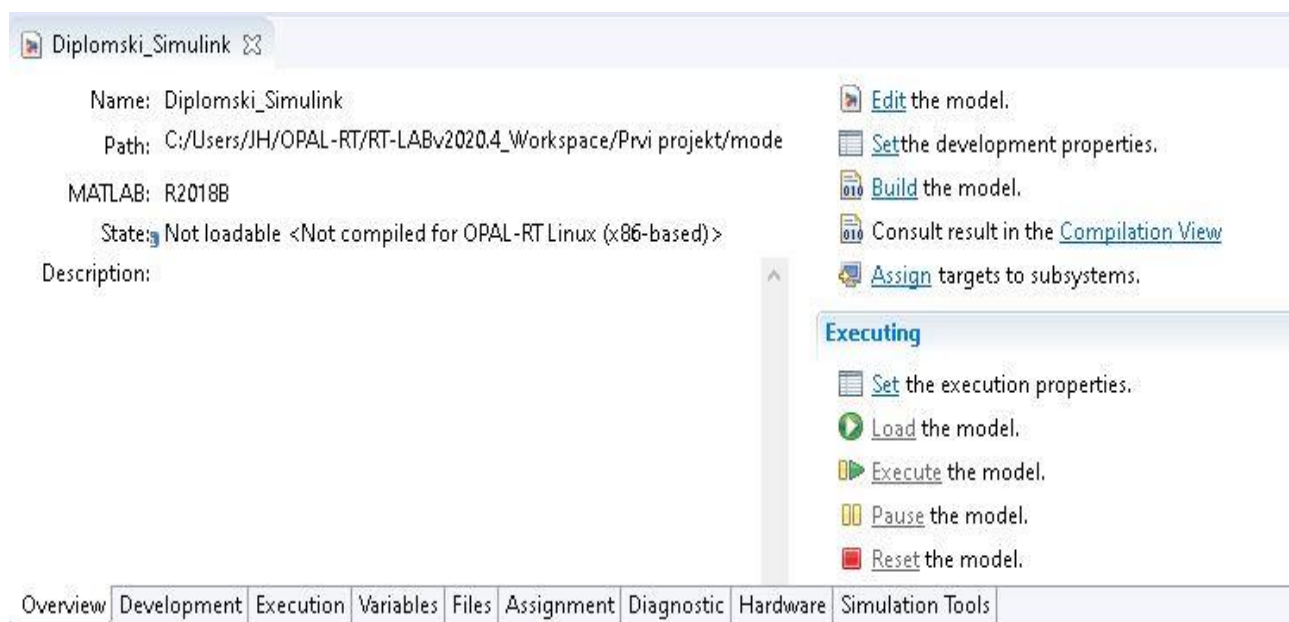 Diplomski_Simulink
Name: Diplomski_Simulink
Path: C:/Users/JH/OPAL-RT/RT-LABv2020.4_Workspace/Prvi projekt/mode
MATLAB: R2018B
State: Not loadable <Not compiled for OPAL-RT Linux (x86-based)>
Description:
Edit the model.
Setthe development properties.
Build the model.
Consult result in the Compilation View
Assign targets to subsystems.
Executing
Set the execution properties.
Load the model.
Execute the model.
Pause the model.
Reset the model.
Overview Development Execution Variables Files Assignment Diagnostic Hardware Simulation Tools